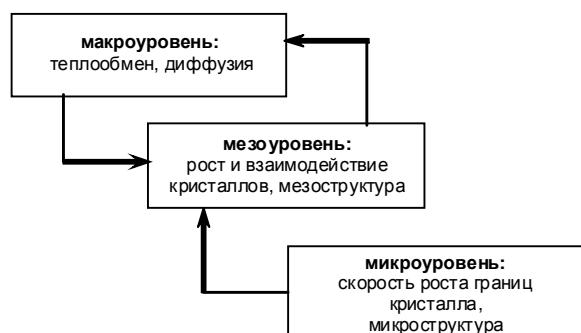 макроуровень:
теплообмен, диффузия
мезоуровень:
рост и взаимодействие
кристаллов, мезоструктура
микроуровень:
скорость роста границ
кристалла,
микроструктура